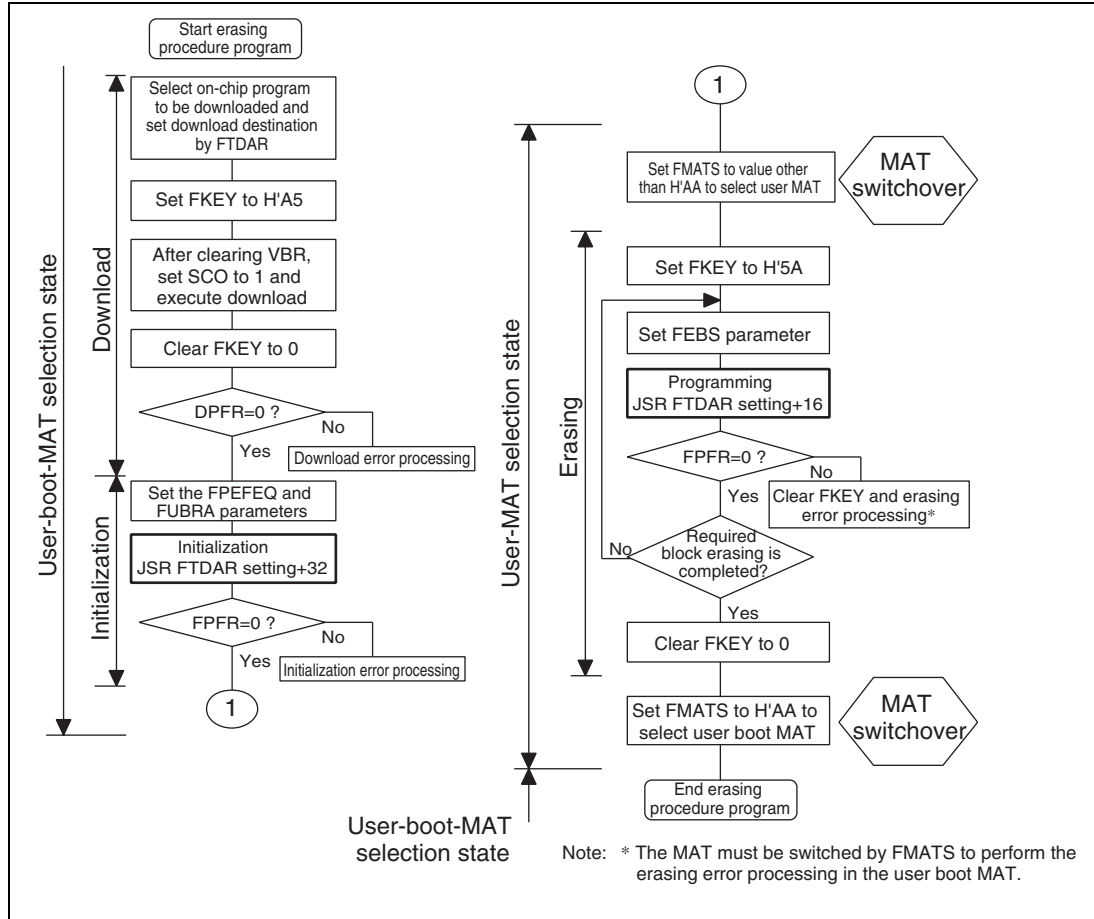 Start erasing
procedure program
User-boot-MAT selection state
Download
Select on-chip program
to be downloaded and
set download destination
by FTDAR
Set FKEY to H'A5
After clearing VBR,
set SCO to 1 and
execute download
Clear FKEY to 0
DPFR=0 ?
No
Yes
Download error processing
Initialization
Set the FPEFEQ and
FUBRA parameters
Initialization
JSR FTDAR setting+32
FPFR=0 ?
No
Yes
Initialization error processing
1
1
User-MAT selection state
Set FMATS to value other
than H'AA to select user MAT
MAT
switchover
Erasing
Set FKEY to H'5A
Set FEBS parameter
Programming
JSR FTDAR setting+16
FPFR=0 ?
No
Yes
Clear FKEY and erasing
error processing*
Required
block erasing is
completed?
No
Yes
Clear FKEY to 0
Set FMATS to H'AA to
select user boot MAT
MAT
switchover
End erasing
procedure program
User-boot-MAT
selection state
Note: * The MAT must be switched by FMATS to perform the
erasing error processing in the user boot MAT.